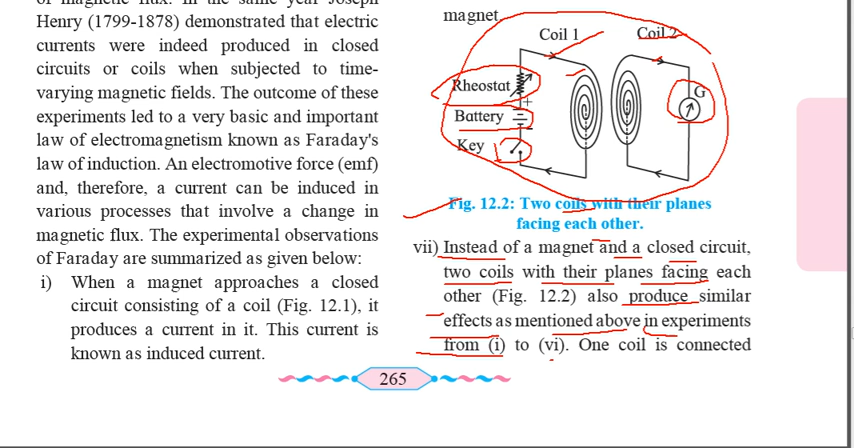 of magnetic flux. In the same year Joseph
Henry (1799-1878) demonstrated that electric
currents were indeed produced in closed
circuits or coils when subjected to time-
varying magnetic fields. The outcome of these
experiments led to a very basic and important
law of electromagnetism known as Faraday's
law of induction. An electromotive force (emf)
and, therefore, a current can be induced in
various processes that involve a change in
magnetic flux. The experimental observations
of Faraday are summarized as given below:
i) When a magnet approaches a closed
circuit consisting of a coil (Fig. 12.1), it
produces a current in it. This current is
known as induced current.
magnet.
Coil 1
Coil 2
Rheostat
G
+
Battery
Key
Fig. 12.2: Two coils with their planes
facing each other.
vii) Instead of a magnet and a closed circuit,
two coils with their planes facing each
other (Fig. 12.2) also produce similar
effects as mentioned above in experiments
from (i) to (vi). One coil is connected
265